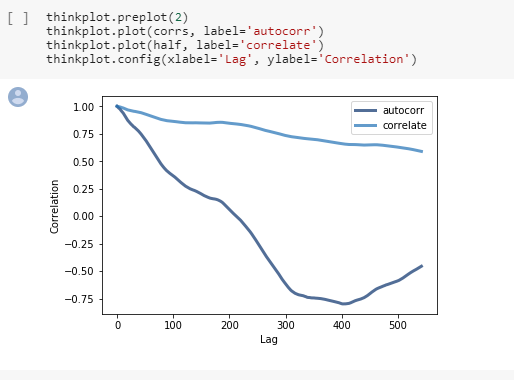 [ ] thinkplot.preplot(2)
thinkplot.plot(corrs, label='autocorr')
thinkplot.plot(half, label='correlate')
thinkplot.config(xlabel='Lag', ylabel='Correlation')
1.00
0.75
0.50
0.25
0.00
−0.25
−0.50
−0.75
Correlation
autocorr
correlate
0 100 200 300 400 500
Lag